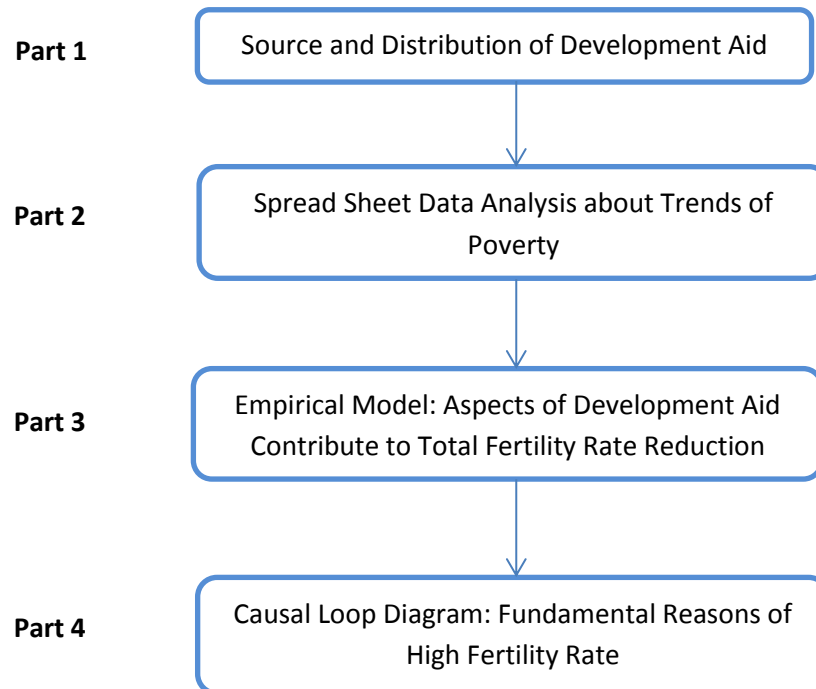 Part 1
Source and Distribution of Development Aid
Part 2
Spread Sheet Data Analysis about Trends of
Poverty
Part 3
Empirical Model: Aspects of Development Aid
Contribute to Total Fertility Rate Reduction
Part 4
Causal Loop Diagram: Fundamental Reasons of
High Fertility Rate